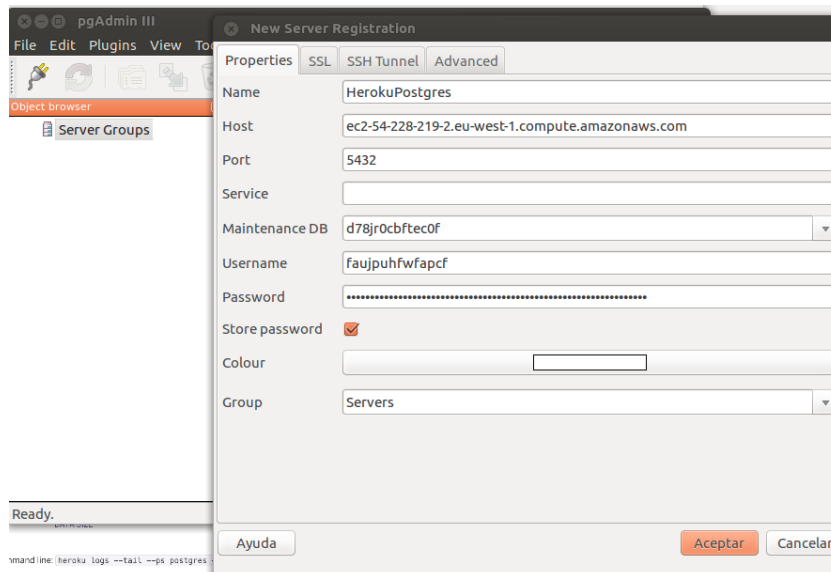 pgAdmin III
File Edit Plugins View
Object browser
Server Groups
Ready.
DATA SIZE
heroku logs --tail --ps postgres
New Server Registration
Properties SSL SSH Tunnel Advanced
Name HerokuPostgres
Host ec2-54-228-219-2.eu-west-1.compute.amazonaws.com
Port 5432
Service
Maintenance DB d78jr0cbftec0f
Username faujpuhfwfapcf
Password
Store password
Colour
Group Servers
Ayuda Aceptar Cancelar